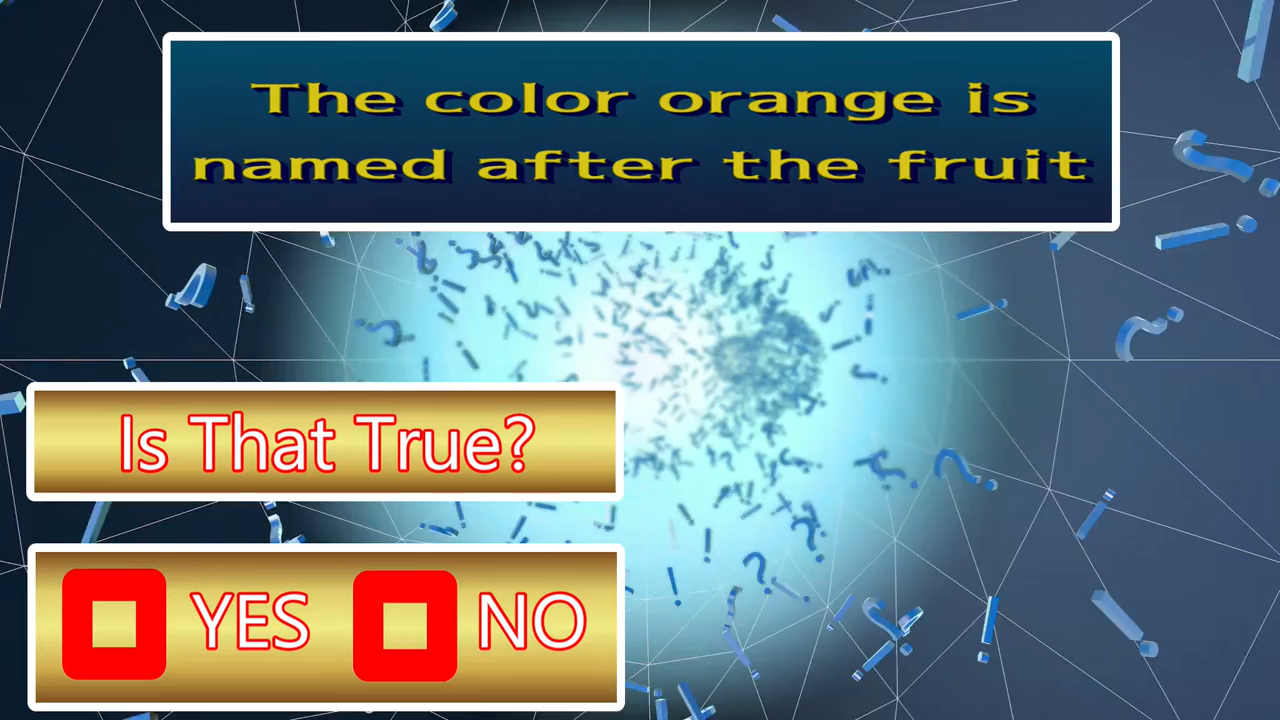 The color orange is
named after the fruit
Is That True?
YES NO